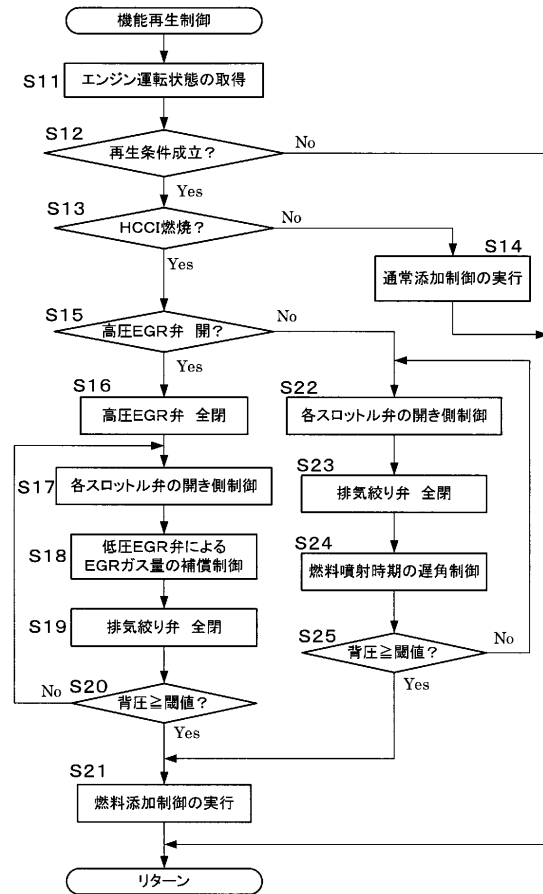 機能再生制御
S11
エンジン運転状態の取得
S12
再生条件成立?
No
Yes
S13
HCCI燃焼?
No
Yes
S14
通常添加制御の実行
S15
高圧EGR弁 開?
No
Yes
S16
高圧EGR弁 全閉
S22
各スロットル弁の開き側制御
S17
各スロットル弁の開き側制御
S23
排気絞り弁 全閉
S18
低圧EGR弁による
EGRガス量の補償制御
S24
燃料噴射時期の遅角制御
S19
排気絞り弁 全閉
S25
背圧≧閾値?
No
Yes
S20
背圧≧閾値?
No
Yes
S21
燃料添加制御の実行
リターン